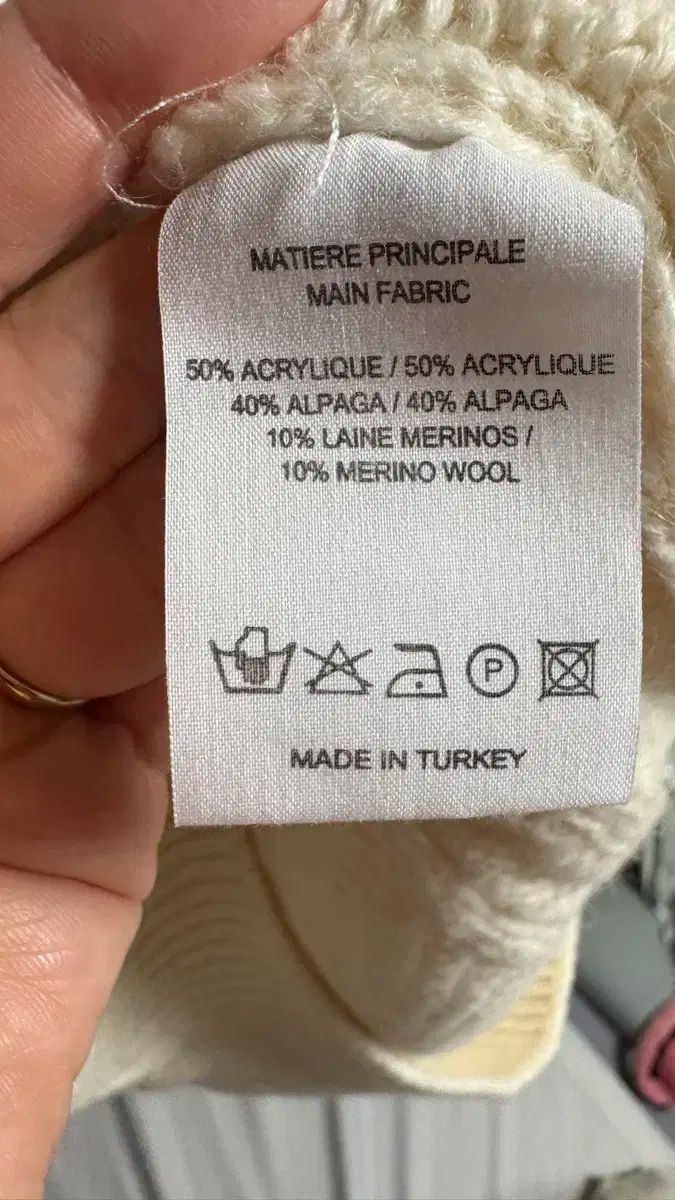 MATIERE PRINCIPALE
MAIN FABRIC
50% ACRYLIQUE / 50% ACRYLIQUE
40% ALPAGA / 40% ALPAGA
10% LAINE MERINOS /
10% MERINO WOOL
P
MADE IN TURKEY